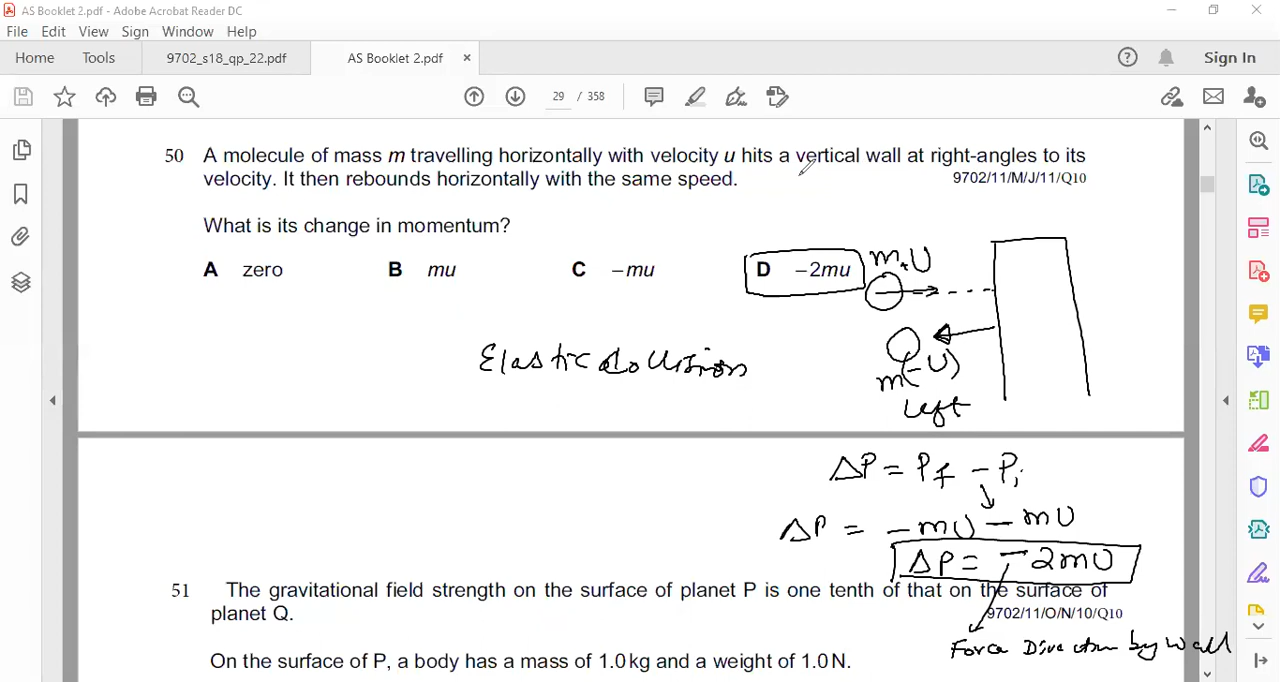 AS Booklet 2.pdf - Adobe Acrobat Reader DC
File Edit View Sign Window Help
Home Tools 9702_s18_qp_22.pdf AS Booklet 2.pdf × Sign In
29 / 358
50 A molecule of mass m travelling horizontally with velocity u hits a vertical wall at right-angles to its
velocity. It then rebounds horizontally with the same speed. 9702/11/M/J/11/Q10
What is its change in momentum?
A zero B mu C −mu D −2mu
m+U
Elastic collision
m(−U)
left
ΔP = Pf − Pi
ΔP = −mU − mU
ΔP = −2mU
51 The gravitational field strength on the surface of planet P is one tenth of that on the surface of
planet Q. 9702/11/O/N/10/Q10
Force Direction by Wall
On the surface of P, a body has a mass of 1.0 kg and a weight of 1.0 N.